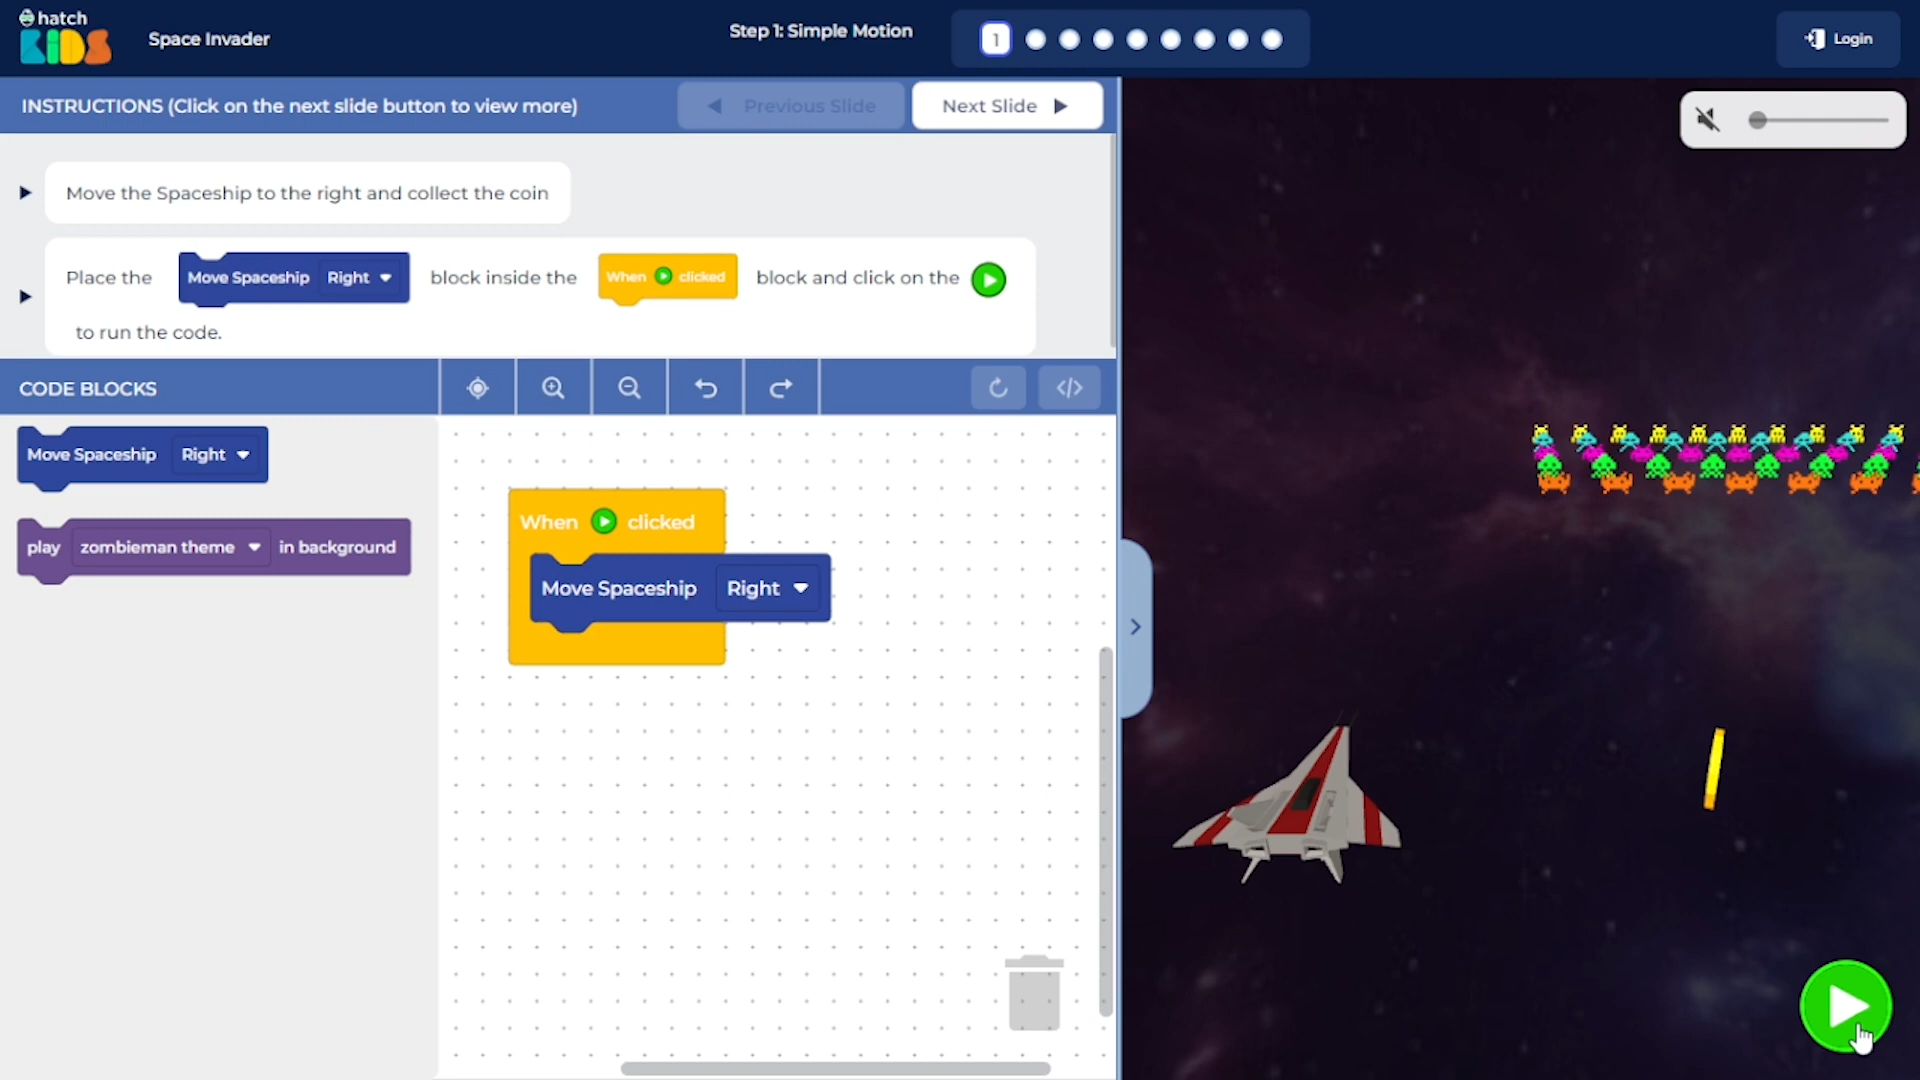 hatch
KIDS
Space Invader
Step 1: Simple Motion
1
Login
INSTRUCTIONS (Click on the next slide button to view more)
Previous Slide
Next Slide
Move the Spaceship to the right and collect the coin
Place the Move Spaceship Right block inside the When clicked block and click on the
to run the code.
CODE BLOCKS
Move Spaceship Right
play zombieman theme in background
When clicked
Move Spaceship Right